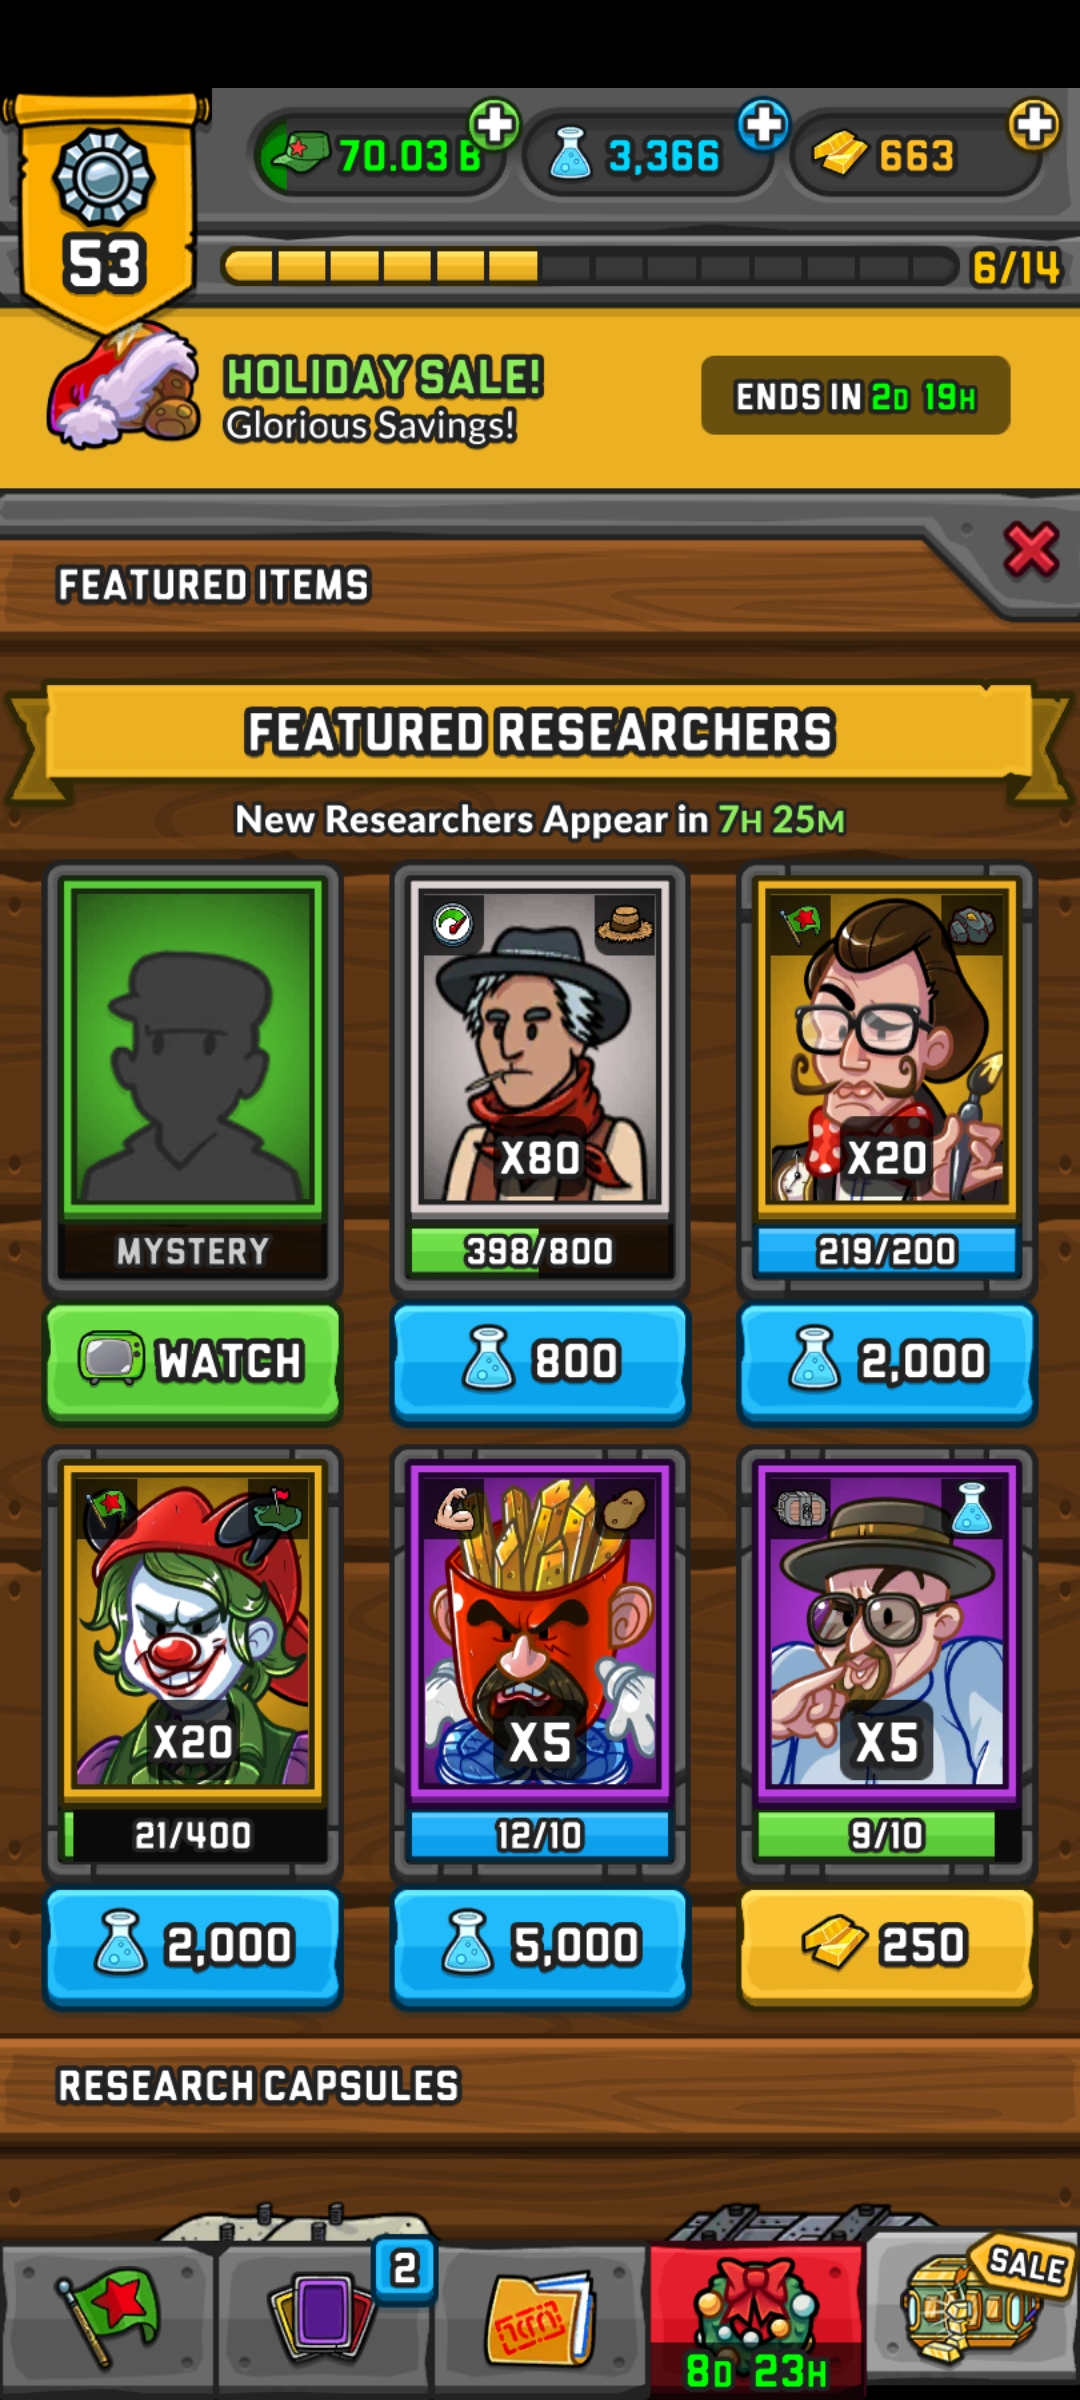 70.03 B
3,366
663
53
6/14
HOLIDAY SALE!
Glorious Savings!
ENDS IN 2D 19H
FEATURED ITEMS
FEATURED RESEARCHERS
New Researchers Appear in 7H 25M
X80
X20
MYSTERY
398/800
219/200
WATCH
800
2,000
X20
X5
X5
21/400
12/10
9/10
2,000
5,000
250
RESEARCH CAPSULES
2
SALE
8D 23H